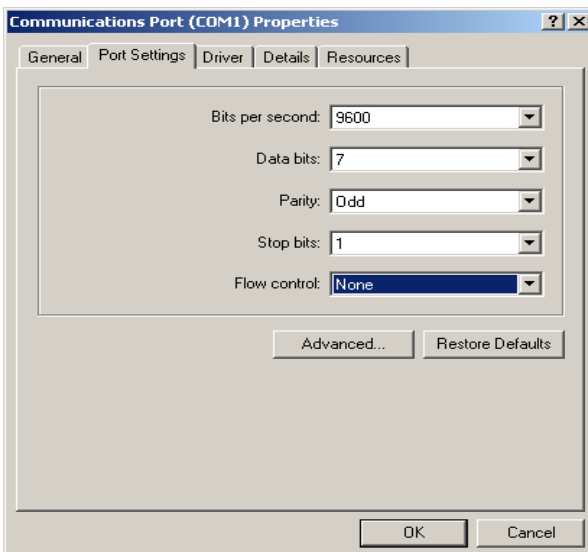 Communications Port (COM1) Properties
General Port Settings Driver Details Resources
Bits per second: 9600
Data bits: 7
Parity: Odd
Stop bits: 1
Flow control: None
Advanced... Restore Defaults
OK Cancel